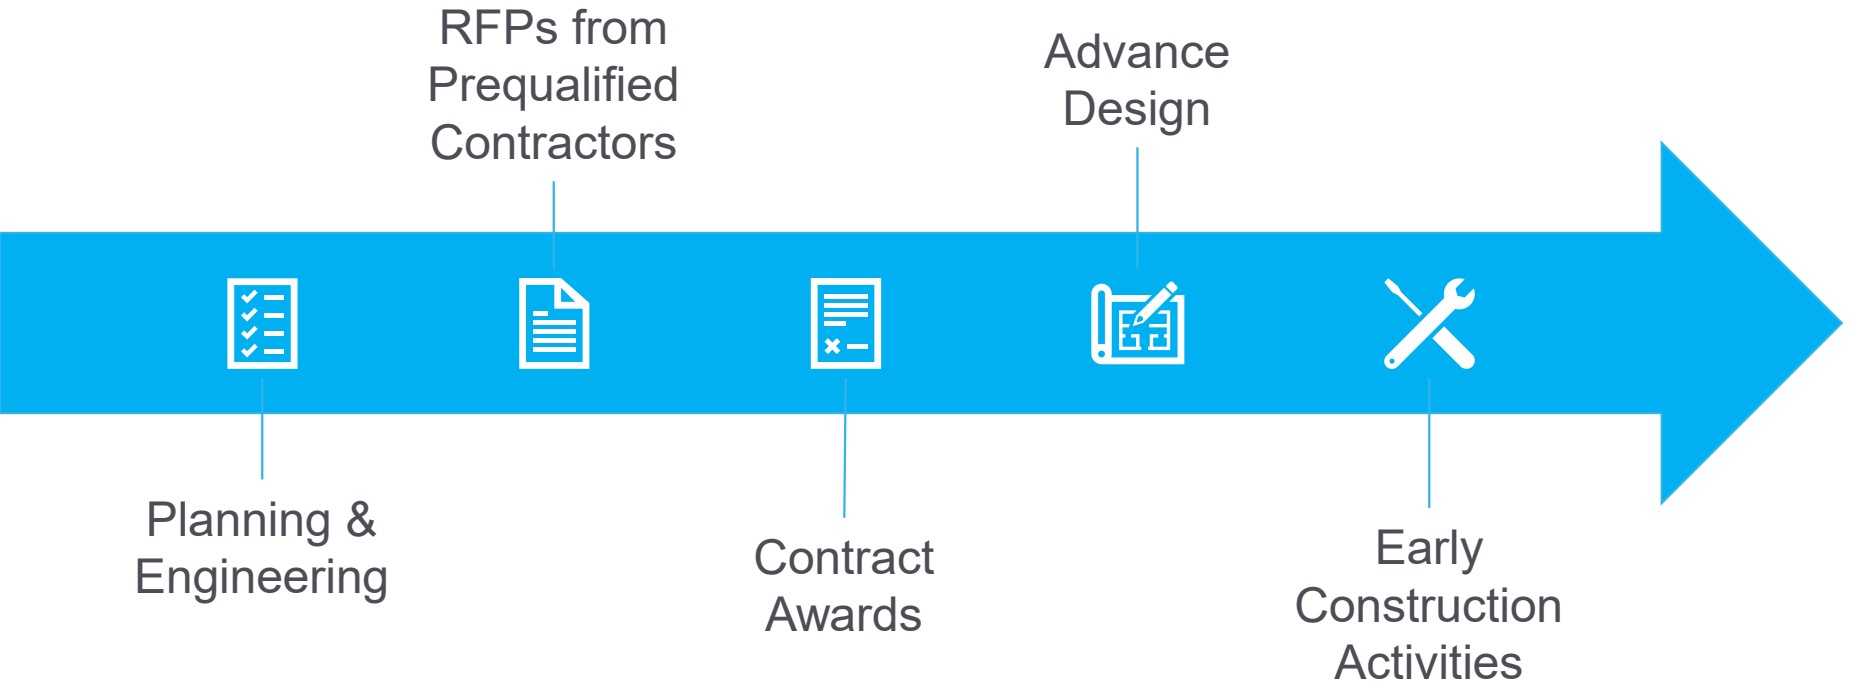 RFPs from
Prequalified
Contractors
Advance
Design
Planning &
Engineering
Contract
Awards
Early
Construction
Activities